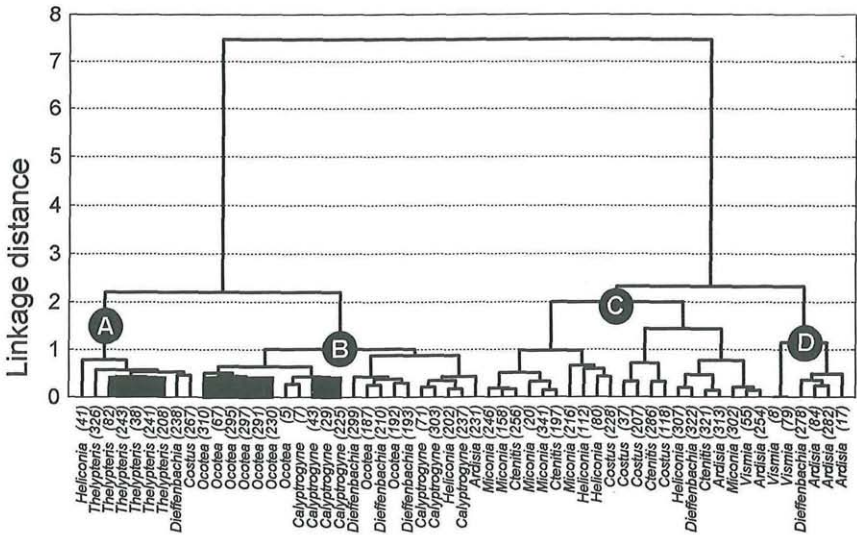 8
7
6
5
4
3
2
1
0
Linkage distance
A
B
C
D
Heliconia (41)
Thelypteris (326)
Thelypteris (82)
Thelypteris (243)
Thelypteris (38)
Thelypteris (241)
Thelypteris (208)
Dieffenbachia (238)
Costus (267)
Ocotea (310)
Ocotea (67)
Ocotea (295)
Ocotea (297)
Ocotea (291)
Ocotea (230)
Ocotea (5)
Calyptrogyne (7)
Calyptrogyne (43)
Calyptrogyne (29)
Calyptrogyne (225)
Dieffenbachia (299)
Ocotea (187)
Dieffenbachia (210)
Ocotea (192)
Dieffenbachia (193)
Calyptrogyne (71)
Calyptrogyne (303)
Heliconia (202)
Calyptrogyne (232)
Ardisia (231)
Miconia (246)
Miconia (158)
Ctenitis (256)
Miconia (20)
Miconia (341)
Ctenitis (197)
Miconia (216)
Heliconia (112)
Heliconia (80)
Costus (228)
Costus (37)
Costus (207)
Ctenitis (286)
Costus (118)
Heliconia (307)
Dieffenbachia (322)
Ctenitis (321)
Ardisia (313)
Miconia (302)
Vismia (55)
Ardisia (254)
Vismia (8)
Vismia (79)
Dieffenbachia (278)
Ardisia (84)
Ardisia (282)
Ardisia (17)